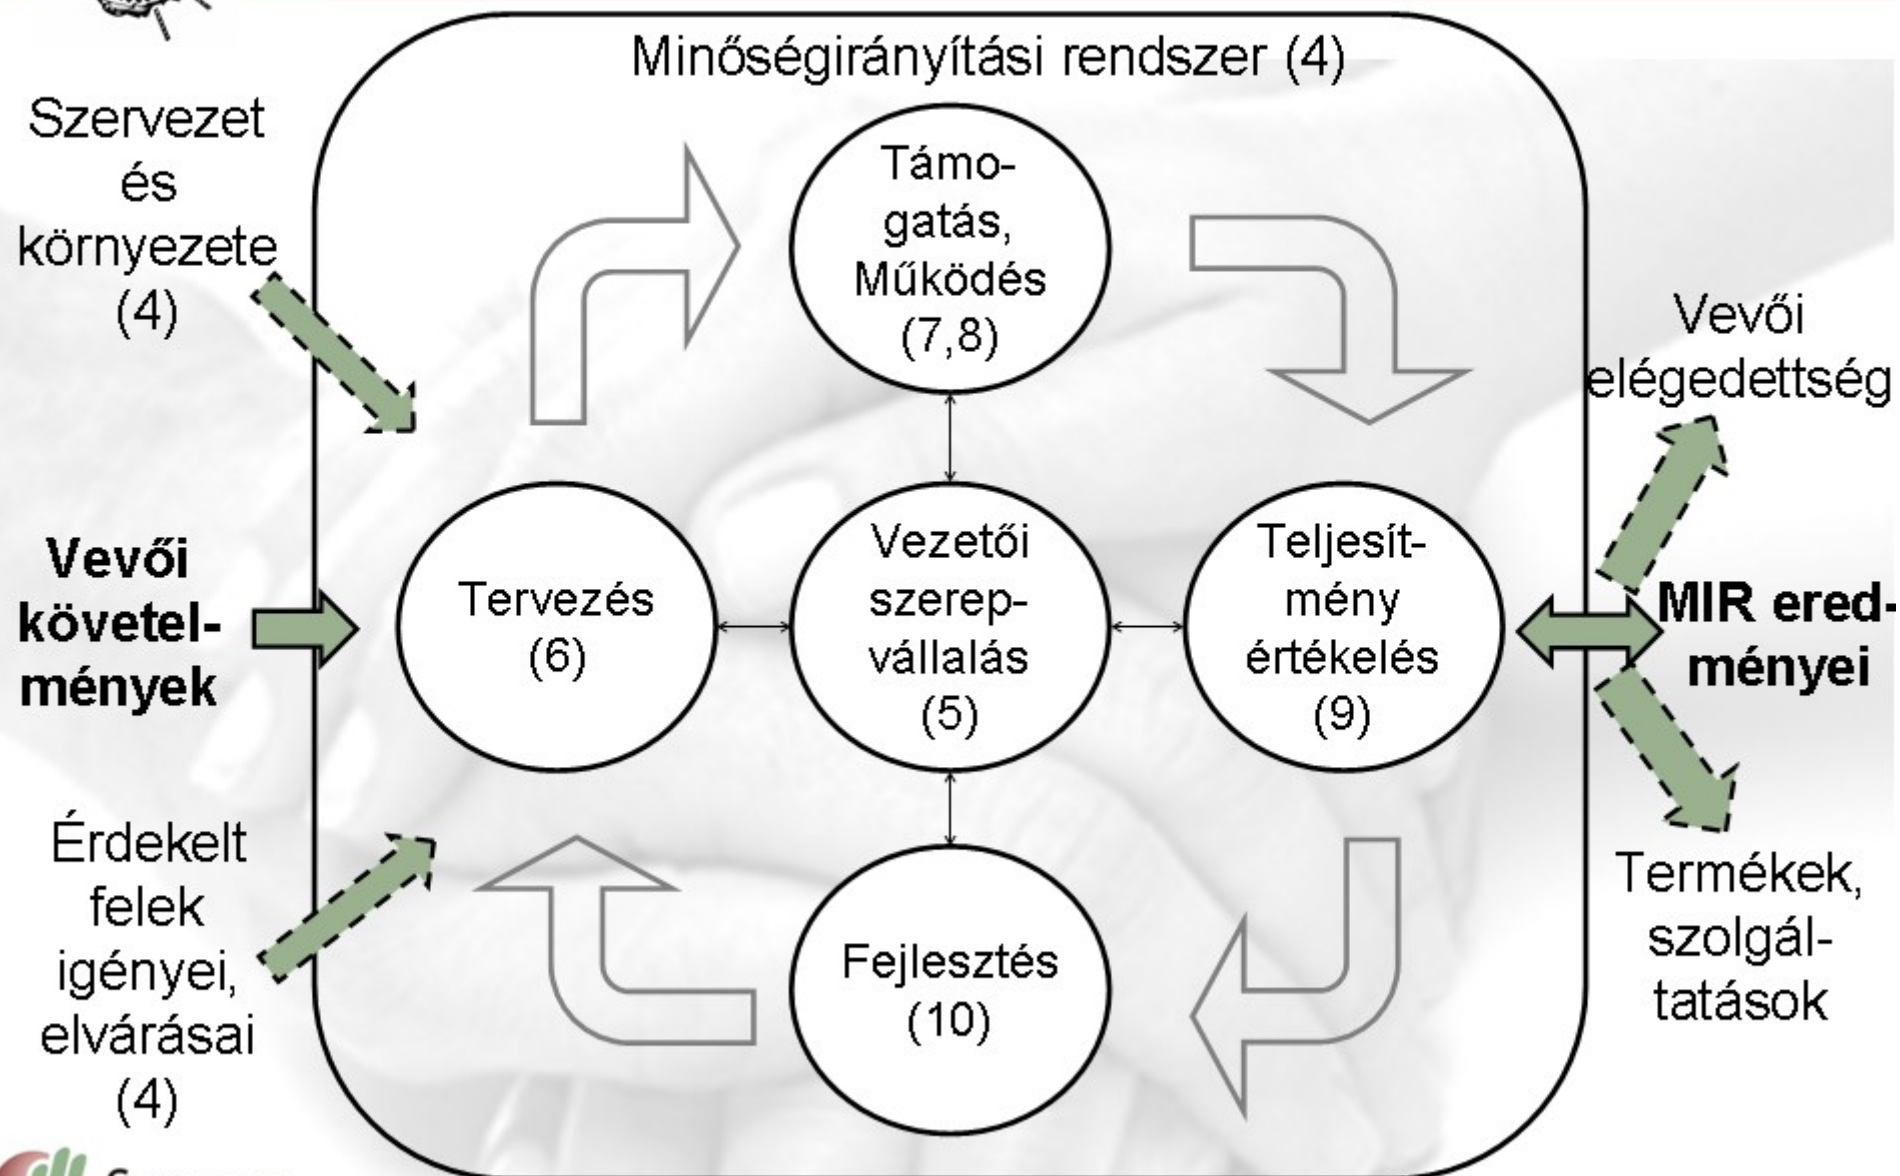 Minőségirányítási rendszer (4)
Szervezet
és
környezete
(4)
Vevői
követel-
mények
Érdekelt
felek
igényei,
elvárásai
(4)
Támo-
gatás,
Működés
(7,8)
Tervezés
(6)
Vezetői
szerep-
vállalás
(5)
Teljesít-
mény
értékelés
(9)
Fejlesztés
(10)
Vevői
elégedettség
MIR ered-
ményei
Termékek,
szolgál-
tatások